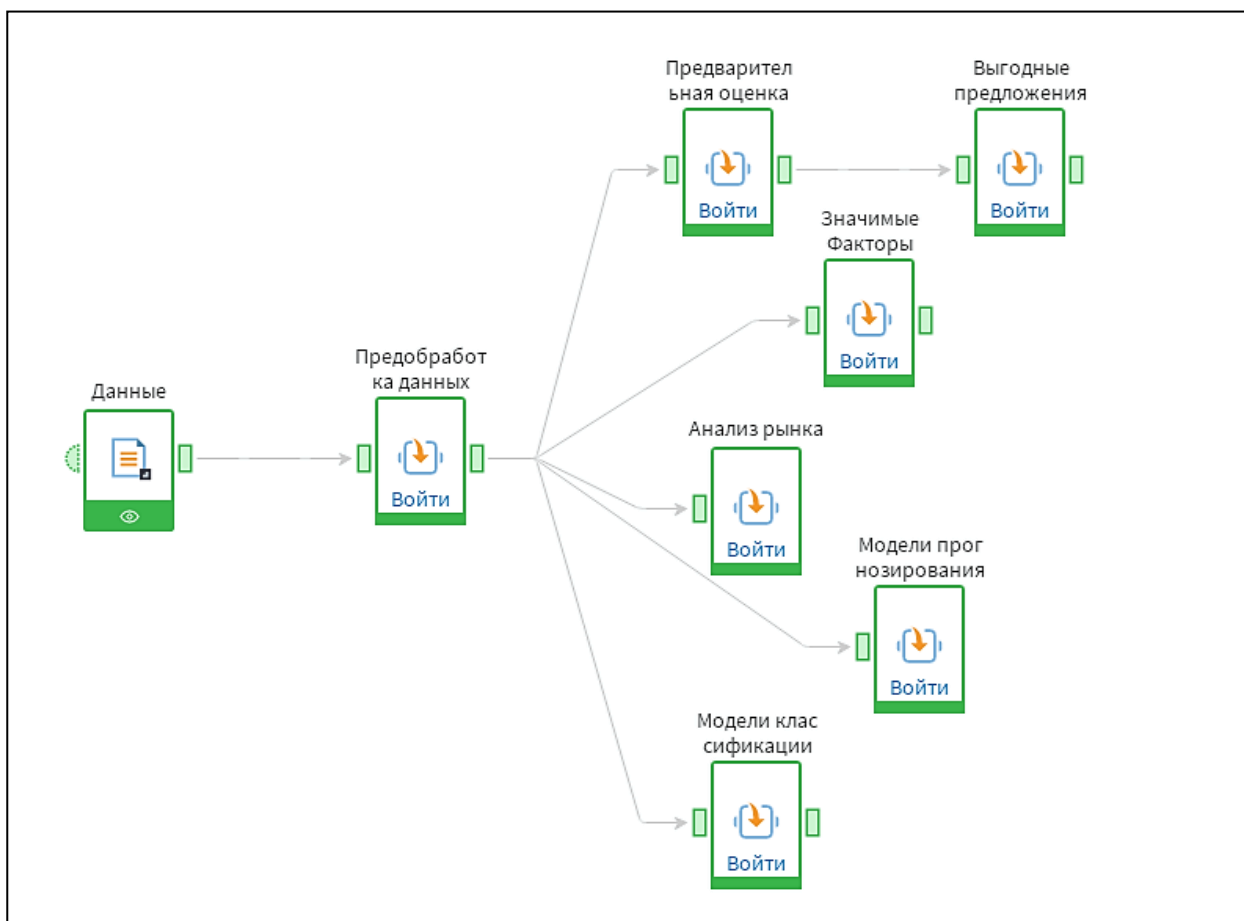 Предварител
ьная оценка
Войти
Выгодные
предложения
Войти
Значимые
Факторы
Войти
Предобработ
ка данных
Войти
Данные
Анализ рынка
Войти
Модели прог
нозирования
Войти
Модели клас
сификации
Войти